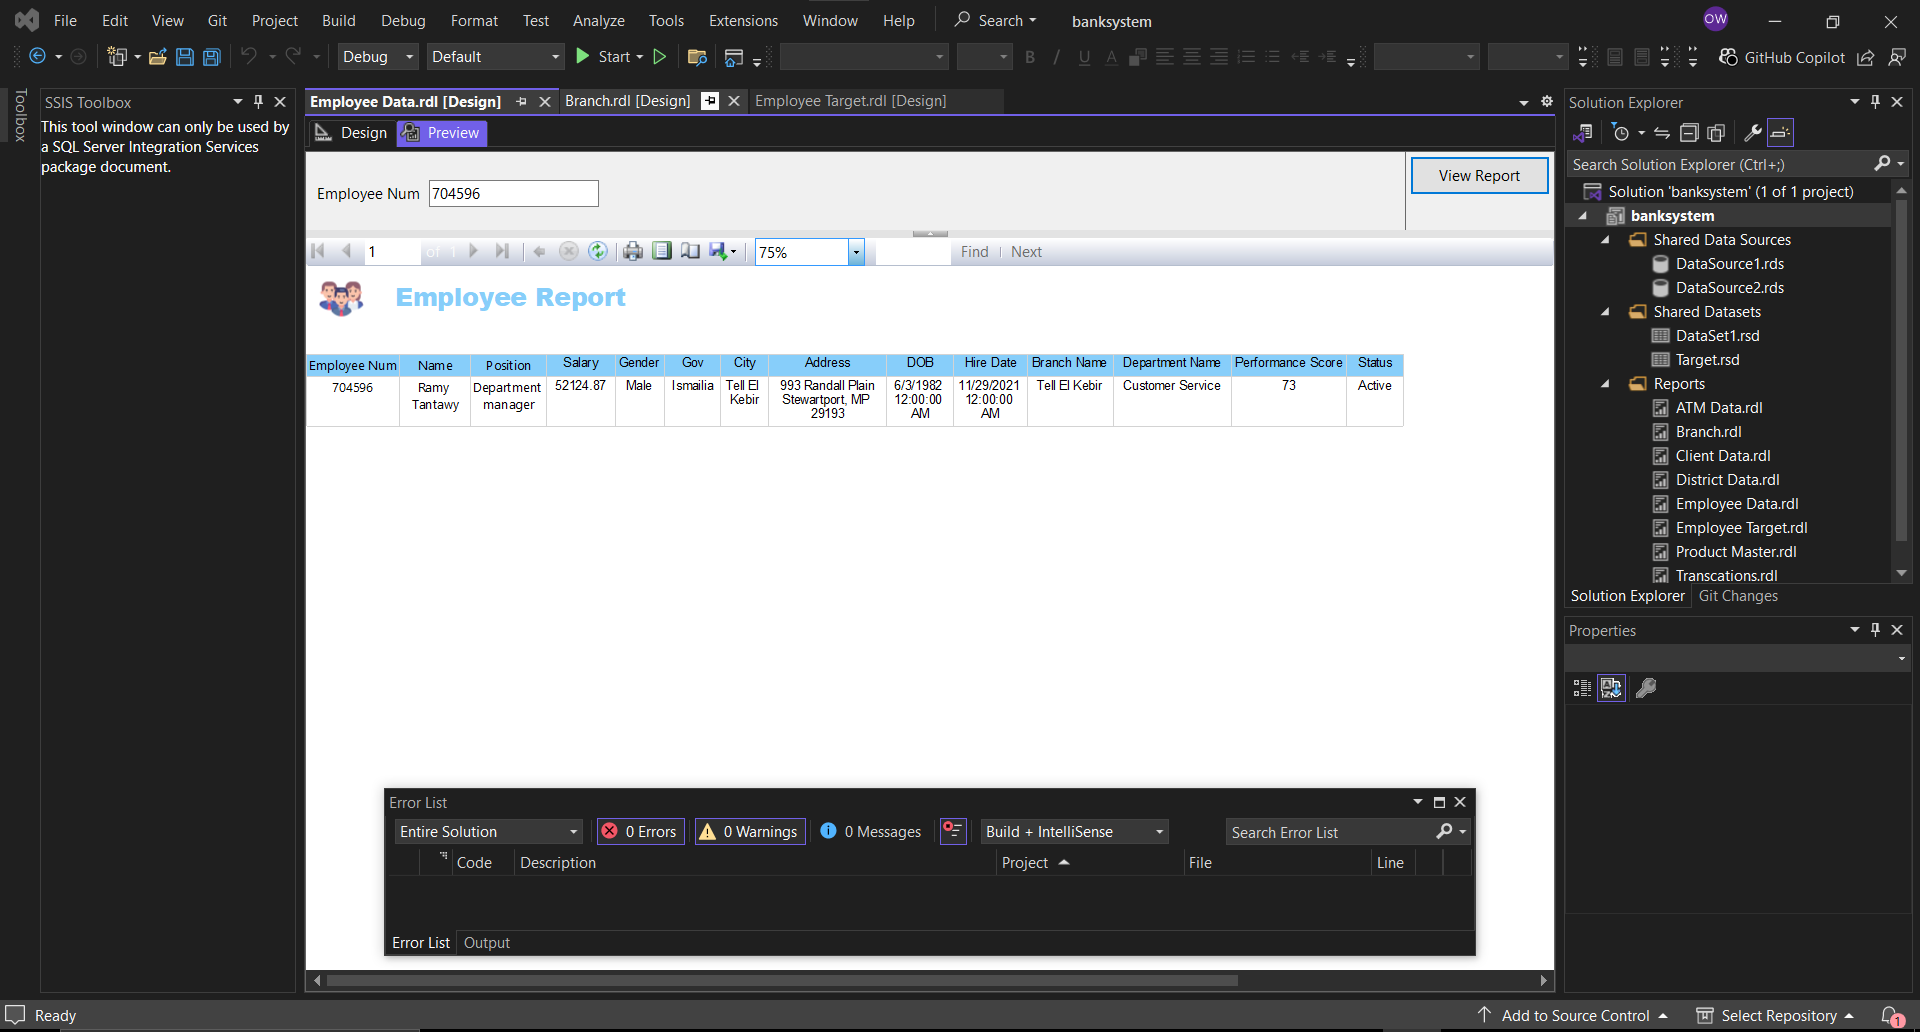 File Edit View Git Project Build Debug Format Test Analyze Tools Extensions Window Help Search banksystem OW
Debug Default Start GitHub Copilot
Toolbox
SSIS Toolbox
This tool window can only be used by
a SQL Server Integration Services
package document.
Employee Data.rdl [Design] Branch.rdl [Design] Employee Target.rdl [Design]
Design Preview
Employee Num 704596 View Report
1 of 1 75% Find Next
Employee Report
Employee Num Name Position Salary Gender Gov City Address DOB Hire Date Branch Name Department Name Performance Score Status
704596 Ramy Department 52124.87 Male Ismailia Tell El 993 Randall Plain 6/3/1982 11/29/2021 Tell El Kebir Customer Service 73 Active
Tantawy manager Kebir Stewartport, MP 12:00:00 12:00:00
29193 AM AM
Error List
Entire Solution 0 Errors 0 Warnings 0 Messages Build + IntelliSense Search Error List
Code Description Project File Line
Error List Output
Solution Explorer
Search Solution Explorer (Ctrl+;)
Solution 'banksystem' (1 of 1 project)
banksystem
Shared Data Sources
DataSource1.rds
DataSource2.rds
Shared Datasets
DataSet1.rsd
Target.rsd
Reports
ATM Data.rdl
Branch.rdl
Client Data.rdl
District Data.rdl
Employee Data.rdl
Employee Target.rdl
Product Master.rdl
Transcations.rdl
Solution Explorer Git Changes
Properties
Ready Add to Source Control Select Repository 1